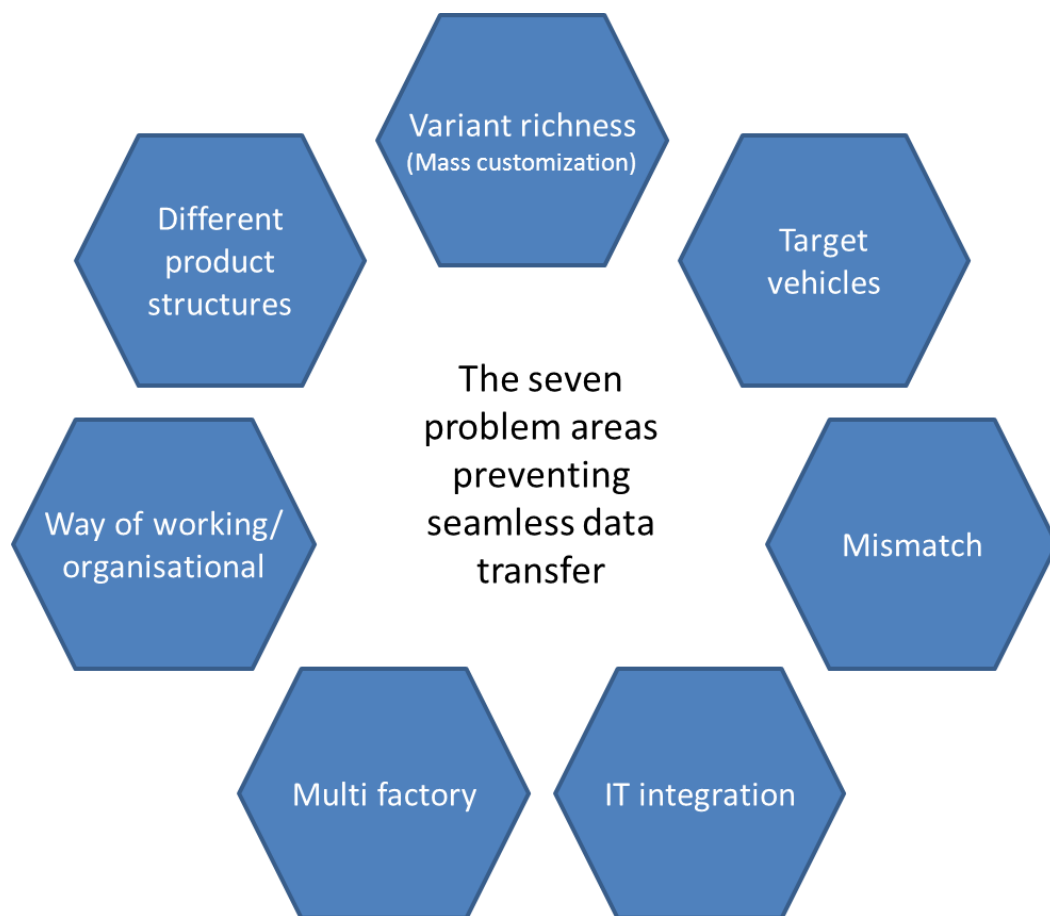 Variant richness
(Mass customization)
Different
product
structures
Target
vehicles
The seven
problem areas
preventing
seamless data
transfer
Way of working/
organisational
Mismatch
Multi factory
IT integration